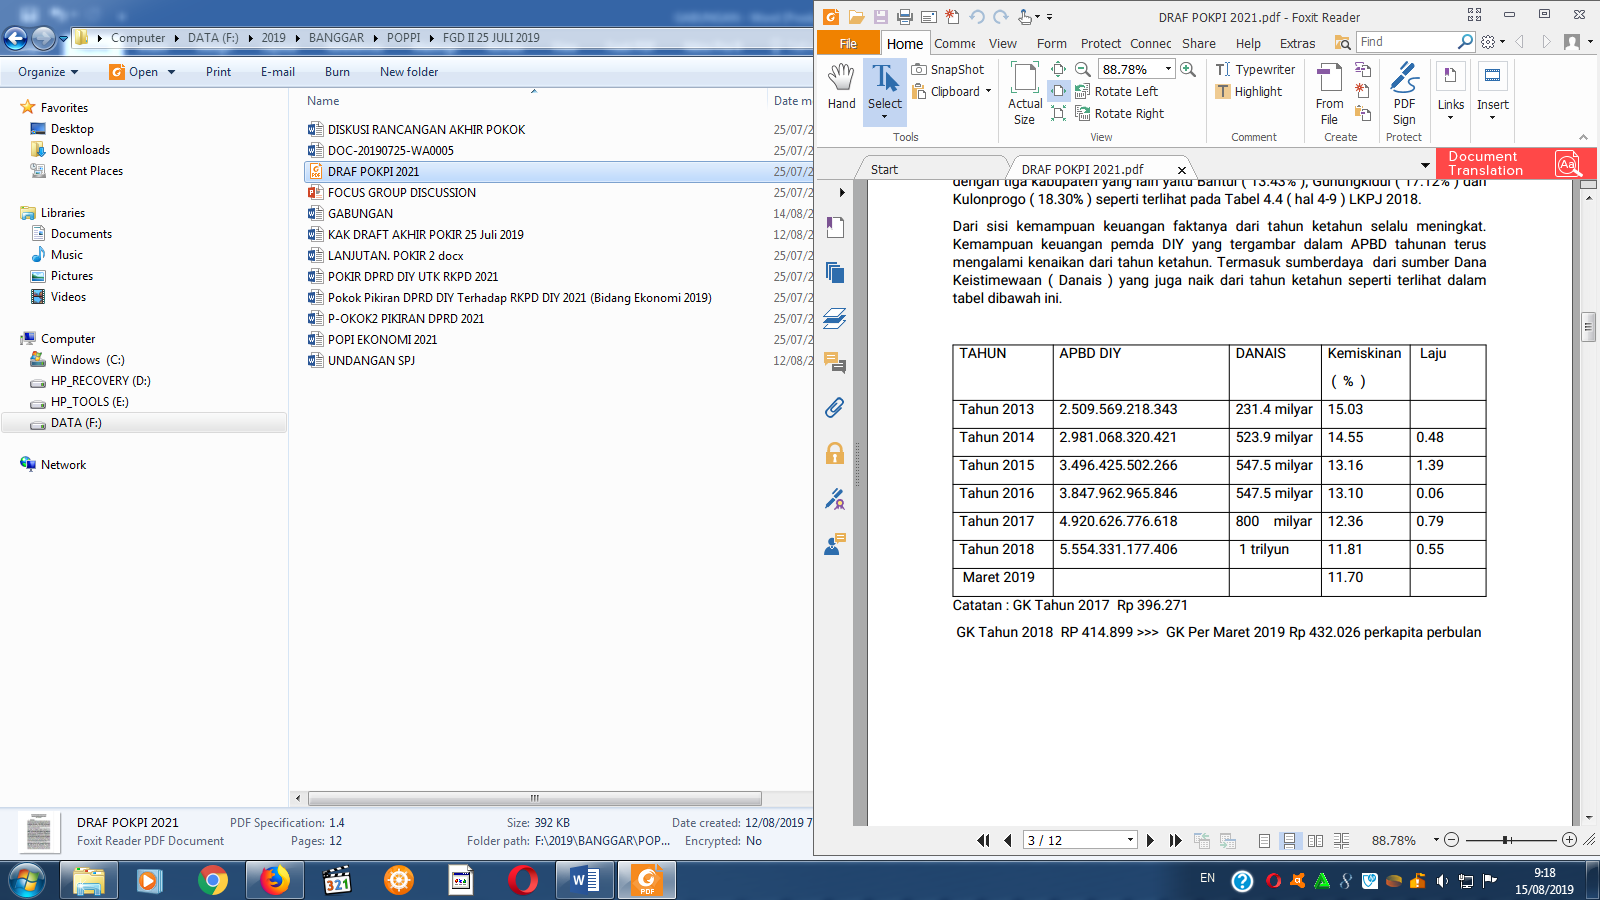 Computer DATA (F:) 2019 BANGGAR POPPI FGD II 25 JULI 2019
Organize Open Print E-mail Burn New folder
Favorites
Desktop
Downloads
Recent Places
Libraries
Documents
Music
Pictures
Videos
Computer
Windows (C:)
HP_RECOVERY (D:)
HP_TOOLS (E:)
DATA (F:)
Network
Name Date
DISKUSI RANCANGAN AKHIR POKOK 25/07/2
DOC-20190725-WA0005 25/07/2
DRAF POKPI 2021 25/07/2
FOCUS GROUP DISCUSSION 25/07/2
GABUNGAN 14/08/2
KAK DRAFT AKHIR POKIR 25 Juli 2019 12/08/2
LANJUTAN. POKIR 2 docx 25/07/2
POKIR DPRD DIY UTK RKPD 2021 25/07/2
Pokok Pikiran DPRD DIY Terhadap RKPD DIY 2021 (Bidang Ekonomi 2019) 25/07/2
P-OKOK2 PIKIRAN DPRD 2021 25/07/2
POPI EKONOMI 2021 25/07/2
UNDANGAN SPJ 12/08/2
DRAF POKPI 2021 PDF Specification: 1.4 Size: 392 KB Date created: 12/08/2019 7
Foxit Reader PDF Document Pages: 12 Folder path: F:\2019\BANGGAR\POP... Encrypted: No
DRAF POKPI 2021.pdf - Foxit Reader
File Home Comme View Form Protect Connec Share Help Extras Find
Hand
Select
SnapShot
Clipboard
Tools
Actual
Size
88.78%
Rotate Left
Rotate Right
View
Typewriter
Highlight
Comment
From
File
Create
PDF
Sign
Protect
Links
Insert
Start DRAF POKPI 2021.pdf
Document
Translation
dengan tiga kabupaten yang lain yaitu Bantul ( 13.43% ), Gunungkidul ( 17.12% ) dan
Kulonprogo ( 18.30% ) seperti terlihat pada Tabel 4.4 ( hal 4-9 ) LKPJ 2018.
Dari sisi kemampuan keuangan faktanya dari tahun ketahun selalu meningkat.
Kemampuan keuangan pemda DIY yang tergambar dalam APBD tahunan terus
mengalami kenaikan dari tahun ketahun. Termasuk sumberdaya dari sumber Dana
Keistimewaan ( Danais ) yang juga naik dari tahun ketahun seperti terlihat dalam
tabel dibawah ini.
TAHUN APBD DIY DANAIS Kemiskinan Laju
( % )
Tahun 2013 2.509.569.218.343 231.4 milyar 15.03
Tahun 2014 2.981.068.320.421 523.9 milyar 14.55 0.48
Tahun 2015 3.496.425.502.266 547.5 milyar 13.16 1.39
Tahun 2016 3.847.962.965.846 547.5 milyar 13.10 0.06
Tahun 2017 4.920.626.776.618 800 milyar 12.36 0.79
Tahun 2018 5.554.331.177.406 1 trilyun 11.81 0.55
Maret 2019 11.70
Catatan : GK Tahun 2017 Rp 396.271
GK Tahun 2018 RP 414.899 >>> GK Per Maret 2019 Rp 432.026 perkapita perbulan
3 / 12 88.78%
EN 9:18
15/08/2019